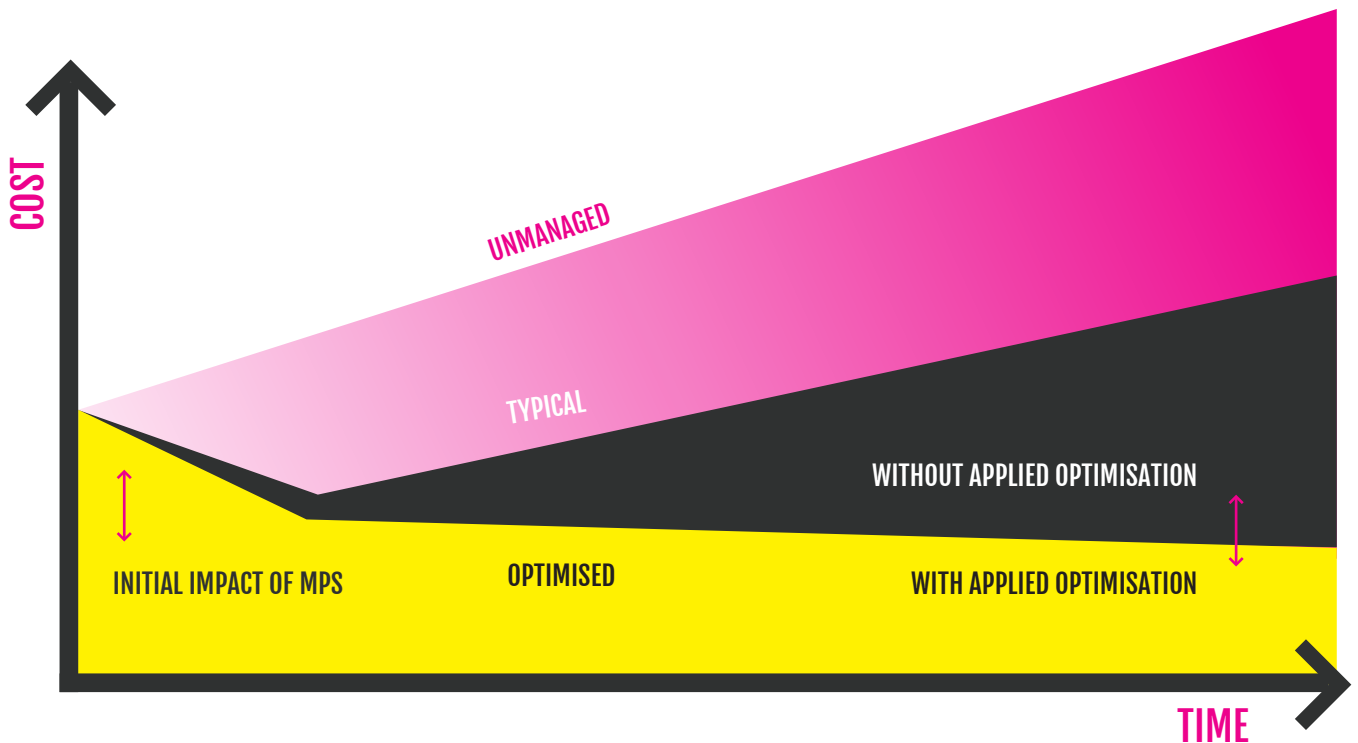 COST
UNMANAGED
TYPICAL
WITHOUT APPLIED OPTIMISATION
INITIAL IMPACT OF MPS
OPTIMISED
WITH APPLIED OPTIMISATION
TIME